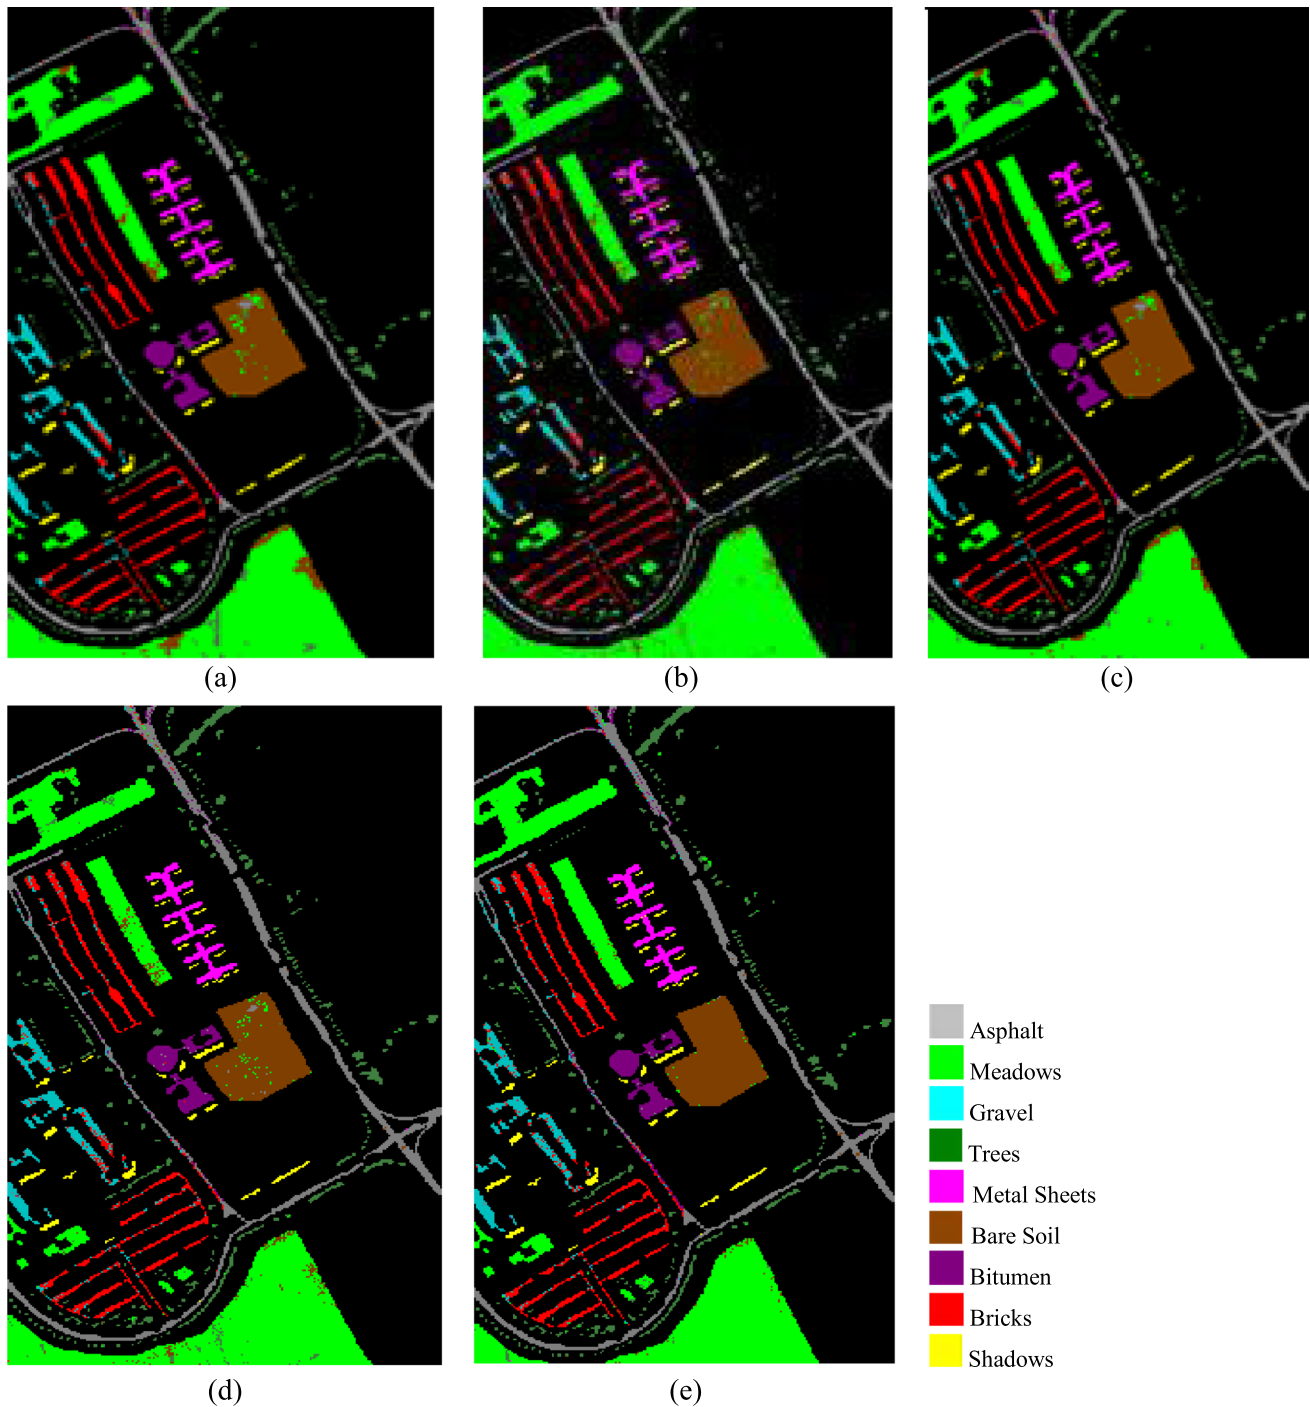 (a)
(b)
(c)
Asphalt
Meadows
Gravel
Trees
Metal Sheets
Bare Soil
Bitumen
Bricks
Shadows
(d)
(e)